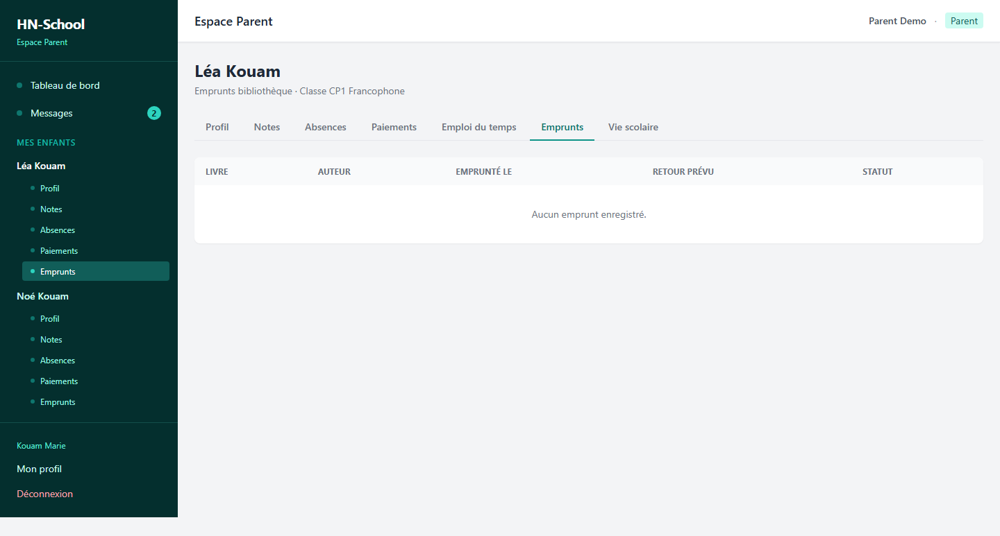 HN-School
Espace Parent
Tableau de bord
Messages 2
MES ENFANTS
Léa Kouam
Profil
Notes
Absences
Paiements
Emprunts
Noé Kouam
Profil
Notes
Absences
Paiements
Emprunts
Kouam Marie
Mon profil
Déconnexion
Espace Parent
Parent Demo · Parent
Léa Kouam
Emprunts bibliothèque · Classe CP1 Francophone
Profil Notes Absences Paiements Emploi du temps Emprunts Vie scolaire
LIVRE AUTEUR EMPRUNTÉ LE RETOUR PRÉVU STATUT
Aucun emprunt enregistré.